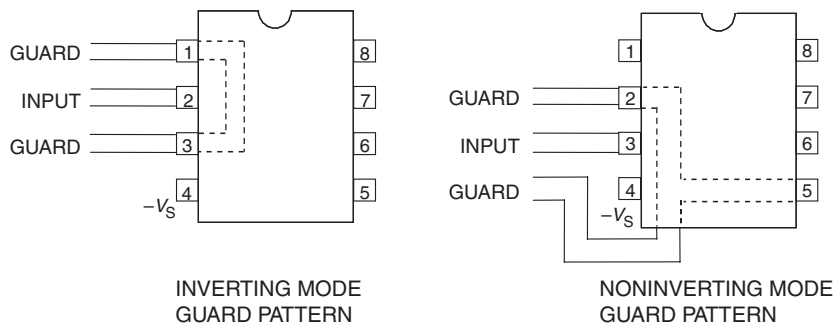 GUARD
INPUT
GUARD
1
2
3
4
8
7
6
5
–VS
INVERTING MODE
GUARD PATTERN
GUARD
INPUT
GUARD
1
2
3
4
8
7
6
5
–VS
NONINVERTING MODE
GUARD PATTERN